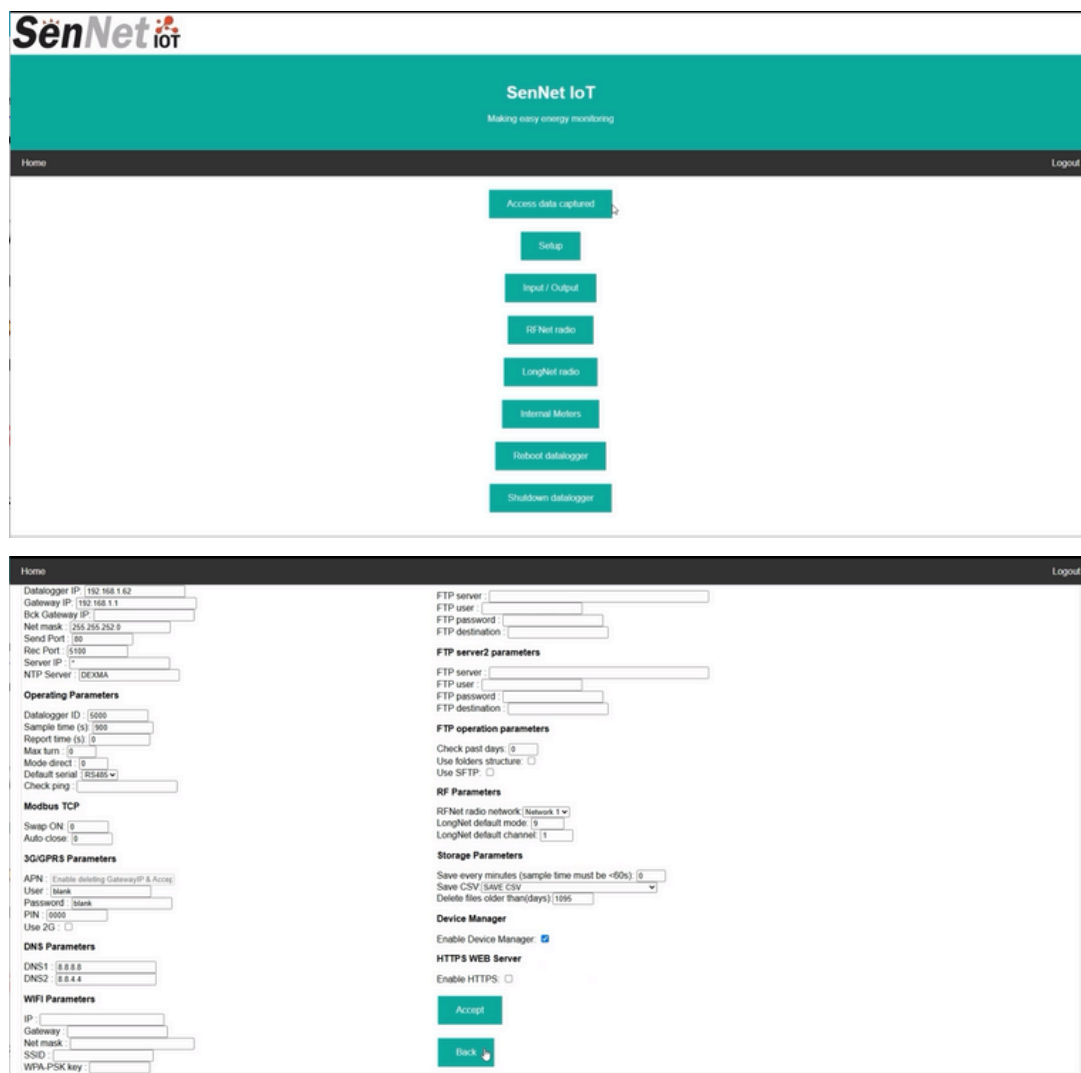 SenNet IOT
SenNet IoT
Making easy energy monitoring
Home Logout
Access data captured
Setup
Input / Output
RFNet radio
LongNet radio
Internal Meters
Reboot datalogger
Shutdown datalogger
Home Logout
Datalogger IP: 192.168.1.62
Gateway IP: 192.168.1.1
Bck Gateway IP:
Net mask : 255.255.252.0
Send Port : 80
Rec Port : 5100
Server IP : *
NTP Server : DEXMA
Operating Parameters
Datalogger ID : 5000
Sample time (s): 900
Report time (s): 0
Max turn : 0
Mode direct : 0
Default serial : RS485
Check ping :
Modbus TCP
Swap ON: 0
Auto close: 0
3G/GPRS Parameters
APN : Enable deleting GatewayIP & Accep
User : blank
Password : blank
PIN : 0000
Use 2G :
DNS Parameters
DNS1 : 8.8.8.8
DNS2 : 8.8.4.4
WIFI Parameters
IP :
Gateway :
Net mask :
SSID :
WPA-PSK key :
FTP server :
FTP user :
FTP password :
FTP destination :
FTP server2 parameters
FTP server :
FTP user :
FTP password :
FTP destination :
FTP operation parameters
Check past days: 0
Use folders structure:
Use SFTP:
RF Parameters
RFNet radio network: Network 1
LongNet default mode: 9
LongNet default channel: 1
Storage Parameters
Save every minutes (sample time must be <60s): 0
Save CSV: SAVE CSV
Delete files older than(days): 1095
Device Manager
Enable Device Manager:
HTTPS WEB Server
Enable HTTPS:
Accept
Back